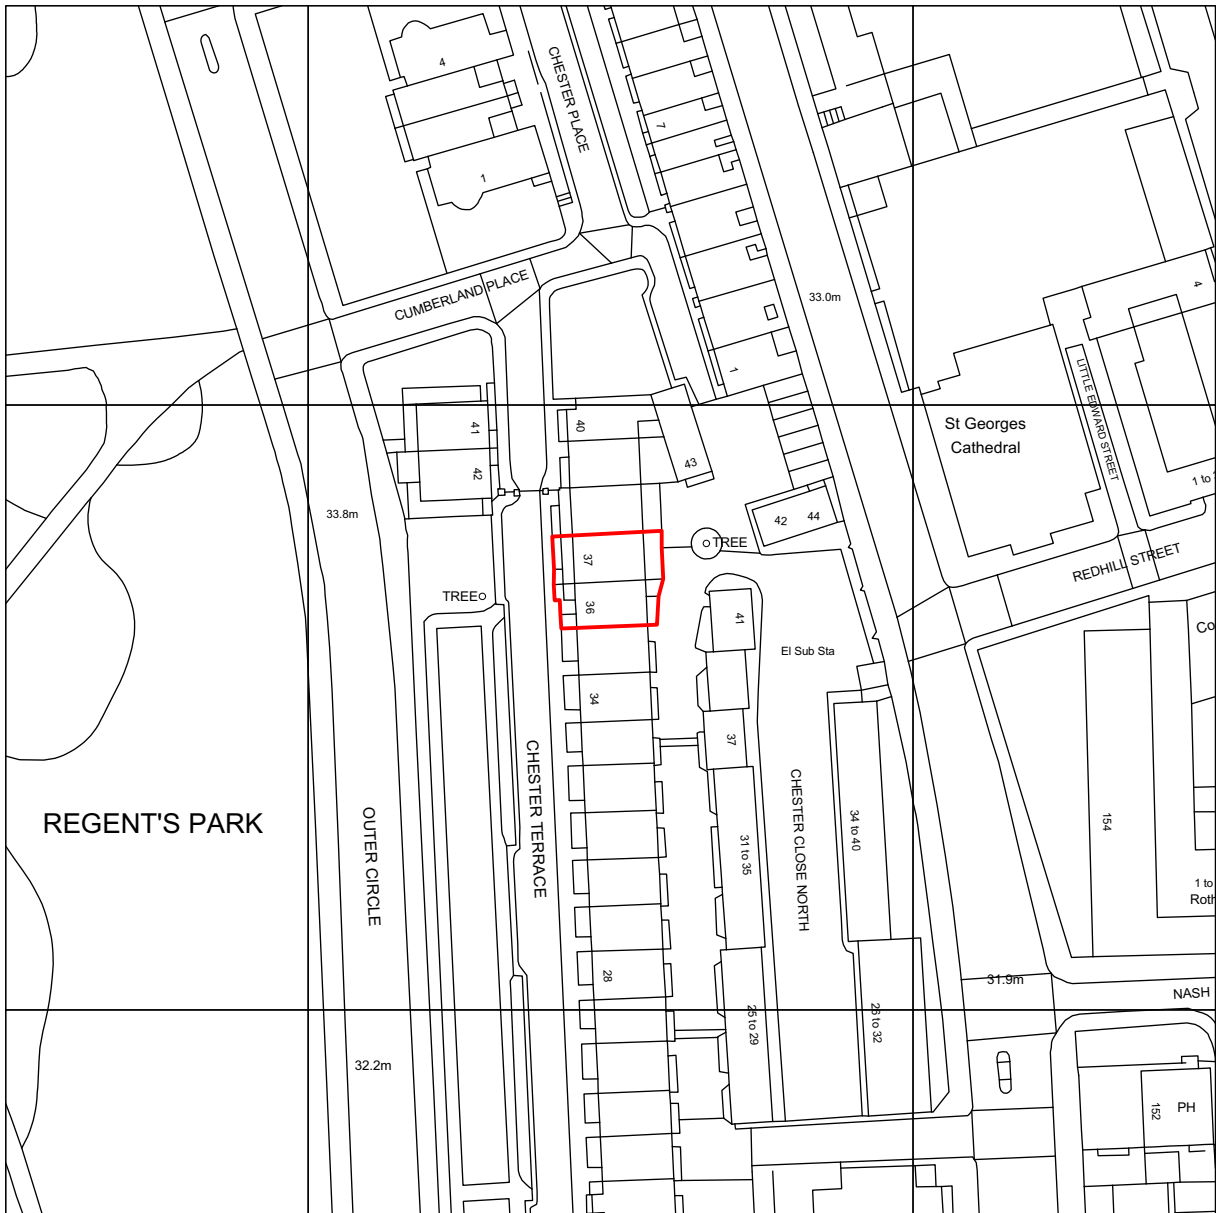 4
CHESTER PLACE
7
1
CUMBERLAND PLACE
33.0m
4
1
LITTLE EDWARD STREET
St Georges
Cathedral
41
40
42
43
1 to
33.8m
42
44
TREE
37
REDHILL STREET
TREE
36
41
Co
El Sub Sta
34
37
CHESTER TERRACE
CHESTER CLOSE NORTH
REGENT'S PARK
OUTER CIRCLE
34 to 40
154
31 to 35
1 to
Roth
28
31.9m
NASH
25 to 29
26 to 32
32.2m
152
PH